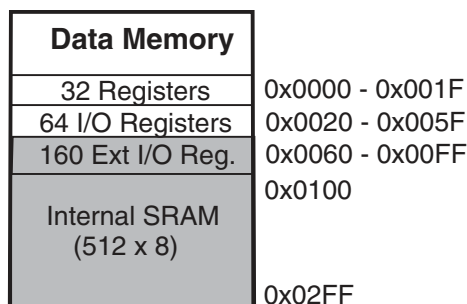 Data Memory
32 Registers 0x0000 - 0x001F
64 I/O Registers 0x0020 - 0x005F
160 Ext I/O Reg. 0x0060 - 0x00FF
0x0100
Internal SRAM
(512 x 8)
0x02FF